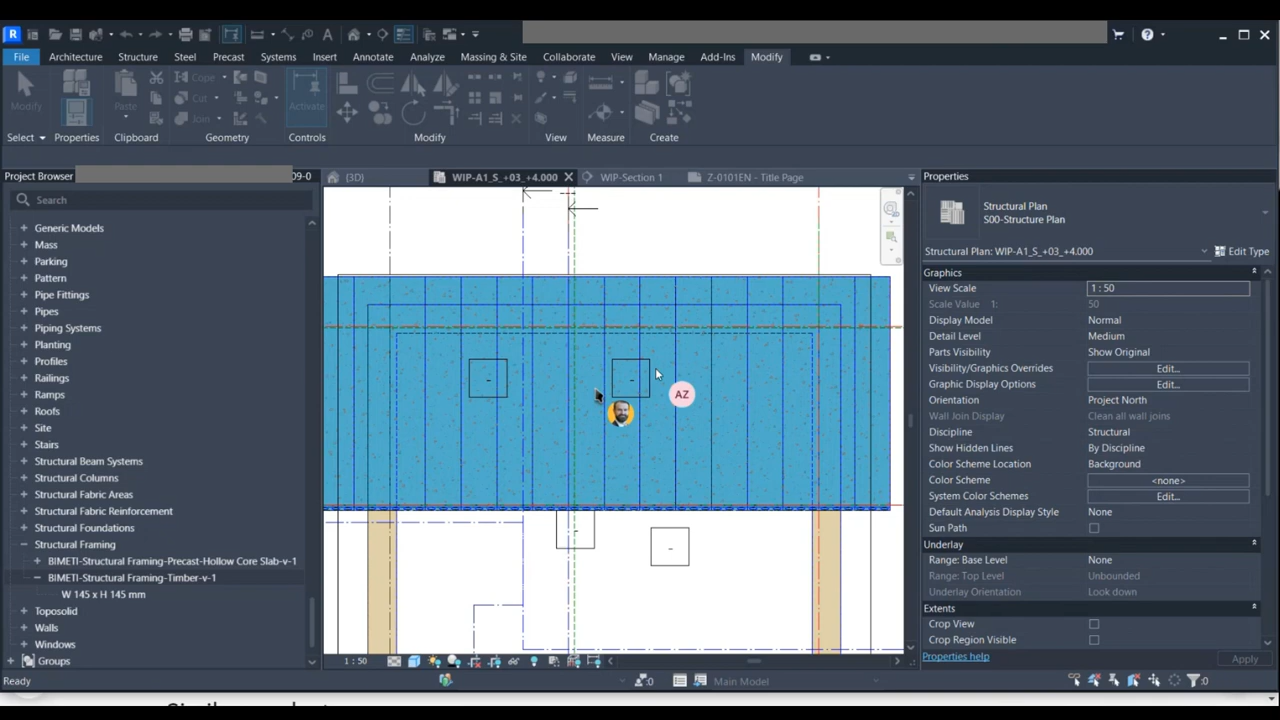 R
A
?
File Architecture Structure Steel Precast Systems Insert Annotate Analyze Massing & Site Collaborate View Manage Add-Ins Modify
Modify Paste Cope Cut Join Activate
Select Properties Clipboard Geometry Controls Modify View Measure Create
Project Browser 09-0
Search
Generic Models
Mass
Parking
Pattern
Pipe Fittings
Pipes
Piping Systems
Planting
Profiles
Railings
Ramps
Roofs
Site
Stairs
Structural Beam Systems
Structural Columns
Structural Fabric Areas
Structural Fabric Reinforcement
Structural Foundations
Structural Framing
BIMETI-Structural Framing-Precast-Hollow Core Slab-v-1
BIMETI-Structural Framing-Timber-v-1
W 145 x H 145 mm
Toposolid
Walls
Windows
Groups
{3D} WIP-A1_S_+03_+4.000 WIP-Section 1 Z-0101EN - Title Page
AZ
1 : 50
Properties
Structural Plan
S00-Structure Plan
Structural Plan: WIP-A1_S_+03_+4.000 Edit Type
Graphics
View Scale 1 : 50
Scale Value 1: 50
Display Model Normal
Detail Level Medium
Parts Visibility Show Original
Visibility/Graphics Overrides Edit...
Graphic Display Options Edit...
Orientation Project North
Wall Join Display Clean all wall joins
Discipline Structural
Show Hidden Lines By Discipline
Color Scheme Location Background
Color Scheme <none>
System Color Schemes Edit...
Default Analysis Display Style None
Sun Path
Underlay
Range: Base Level None
Range: Top Level Unbounded
Underlay Orientation Look down
Extents
Crop View
Crop Region Visible
Properties help Apply
Ready :0 Main Model :0